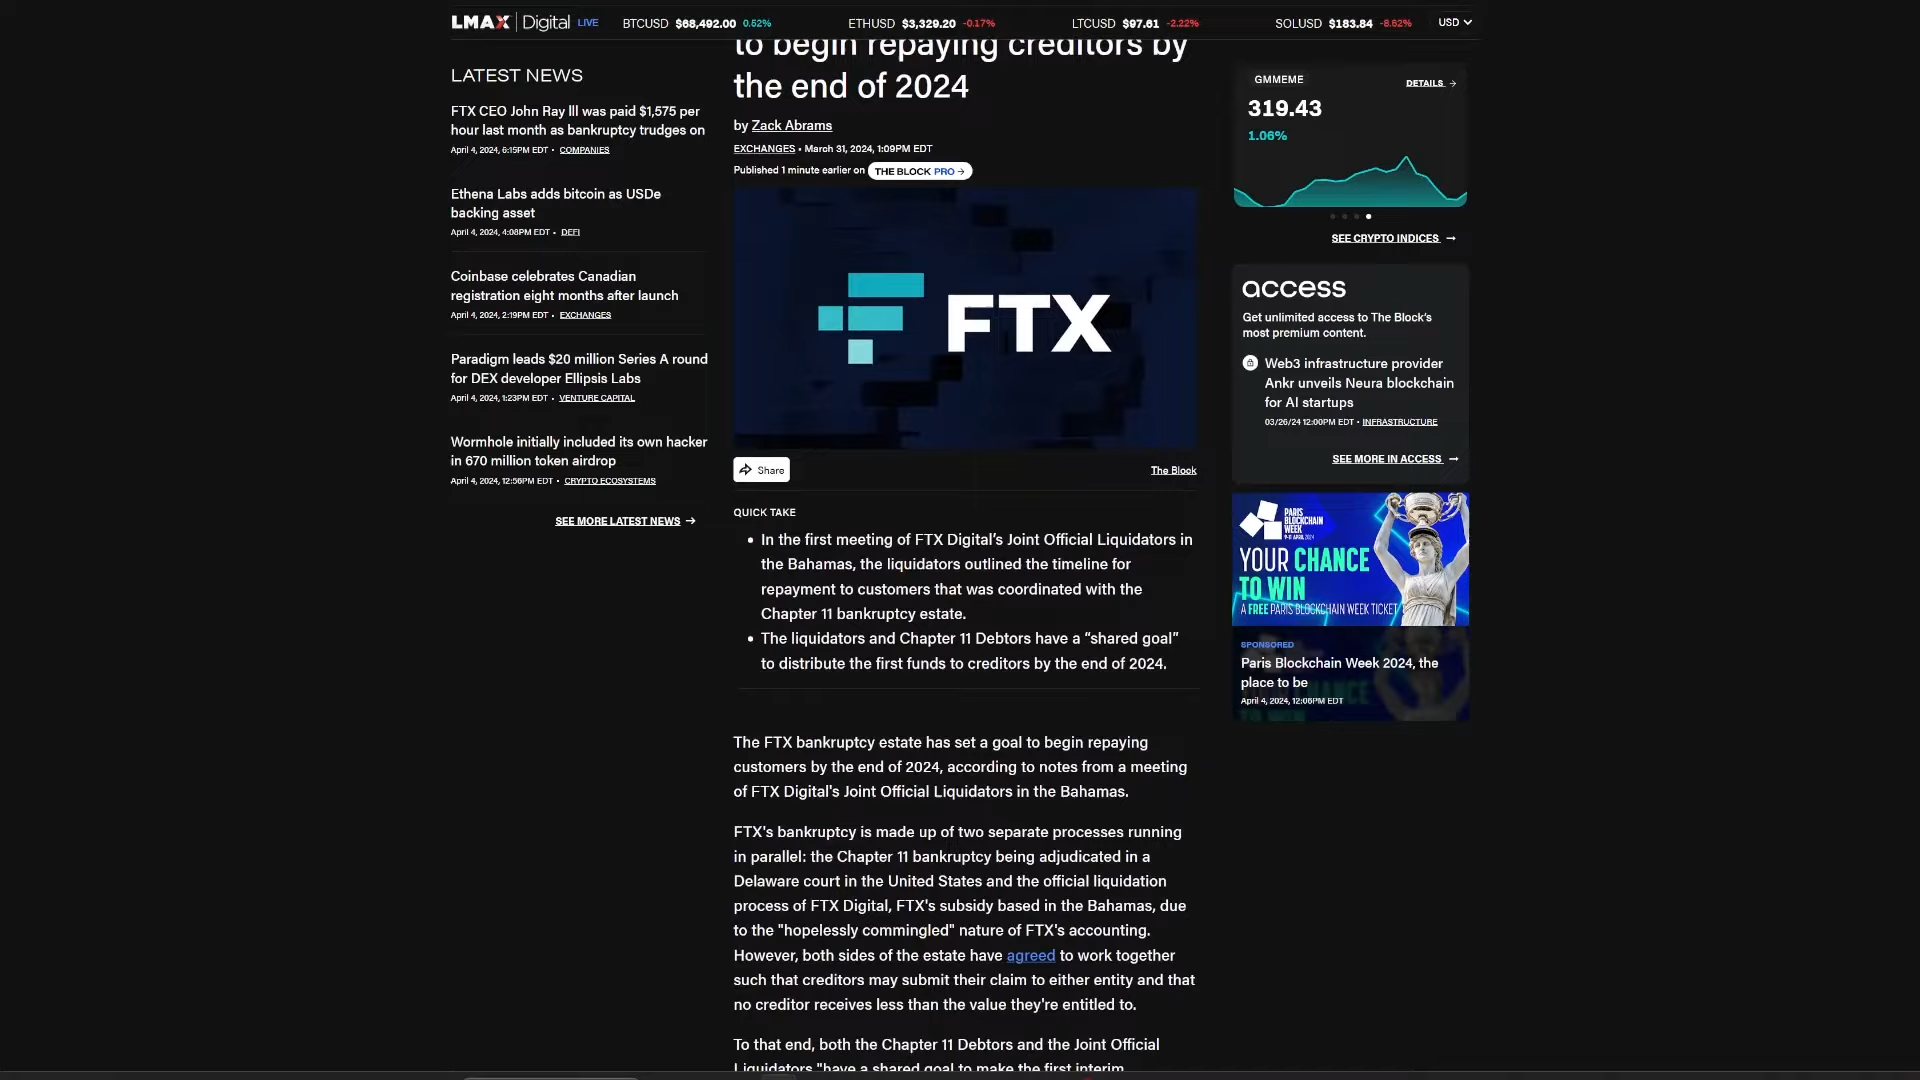 LMAX Digital LIVE BTCUSD $68,492.00 0.52% ETHUSD $3,329.20 -0.17% LTCUSD $97.61 -2.22% SOLUSD $183.84 -8.62% USD
LATEST NEWS
FTX CEO John Ray lll was paid $1,575 per
hour last month as bankruptcy trudges on
April 4, 2024, 6:15PM EDT • COMPANIES
Ethena Labs adds bitcoin as USDe
backing asset
April 4, 2024, 4:08PM EDT • DEFI
Coinbase celebrates Canadian
registration eight months after launch
April 4, 2024, 2:19PM EDT • EXCHANGES
Paradigm leads $20 million Series A round
for DEX developer Ellipsis Labs
April 4, 2024, 1:23PM EDT • VENTURE CAPITAL
Wormhole initially included its own hacker
in 670 million token airdrop
April 4, 2024, 12:56PM EDT • CRYPTO ECOSYSTEMS
SEE MORE LATEST NEWS →
to begin repaying creditors by
the end of 2024
by Zack Abrams
EXCHANGES • March 31, 2024, 1:09PM EDT
Published 1 minute earlier on THE BLOCK PRO →
FTX
Share
The Block
QUICK TAKE
• In the first meeting of FTX Digital’s Joint Official Liquidators in
the Bahamas, the liquidators outlined the timeline for
repayment to customers that was coordinated with the
Chapter 11 bankruptcy estate.
• The liquidators and Chapter 11 Debtors have a “shared goal”
to distribute the first funds to creditors by the end of 2024.
The FTX bankruptcy estate has set a goal to begin repaying
customers by the end of 2024, according to notes from a meeting
of FTX Digital's Joint Official Liquidators in the Bahamas.
FTX's bankruptcy is made up of two separate processes running
in parallel: the Chapter 11 bankruptcy being adjudicated in a
Delaware court in the United States and the official liquidation
process of FTX Digital, FTX's subsidy based in the Bahamas, due
to the "hopelessly commingled" nature of FTX's accounting.
However, both sides of the estate have agreed to work together
such that creditors may submit their claim to either entity and that
no creditor receives less than the value they're entitled to.
To that end, both the Chapter 11 Debtors and the Joint Official
Liquidators "have a shared goal to make the first interim
GMMEME
DETAILS →
319.43
1.06%
SEE CRYPTO INDICES →
access
Get unlimited access to The Block’s
most premium content.
Web3 infrastructure provider
Ankr unveils Neura blockchain
for AI startups
03/26/24 12:00PM EDT • INFRASTRUCTURE
SEE MORE IN ACCESS →
PARIS
BLOCKCHAIN
WEEK
9-11 APRIL 2024
YOUR CHANCE
TO WIN
A FREE PARIS BLOCKCHAIN WEEK TICKET
SPONSORED
Paris Blockchain Week 2024, the
place to be
April 4, 2024, 12:06PM EDT